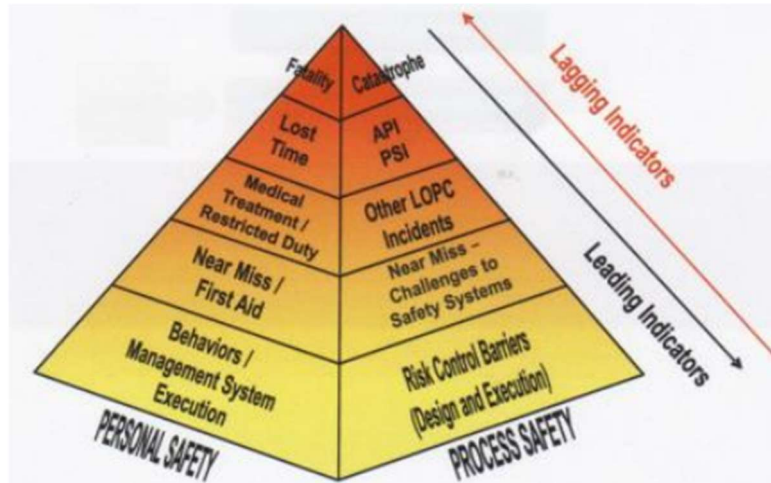 Fatality
Catastrophe
Lost
Time
API
PSI
Medical
Treatment /
Restricted Duty
Other LOPC
Incidents
Near Miss /
First Aid
Near Miss –
Challenges to
Safety Systems
Behaviors /
Management System
Execution
Risk Control Barriers
(Design and Execution)
PERSONAL SAFETY
PROCESS SAFETY
Lagging Indicators
Leading Indicators